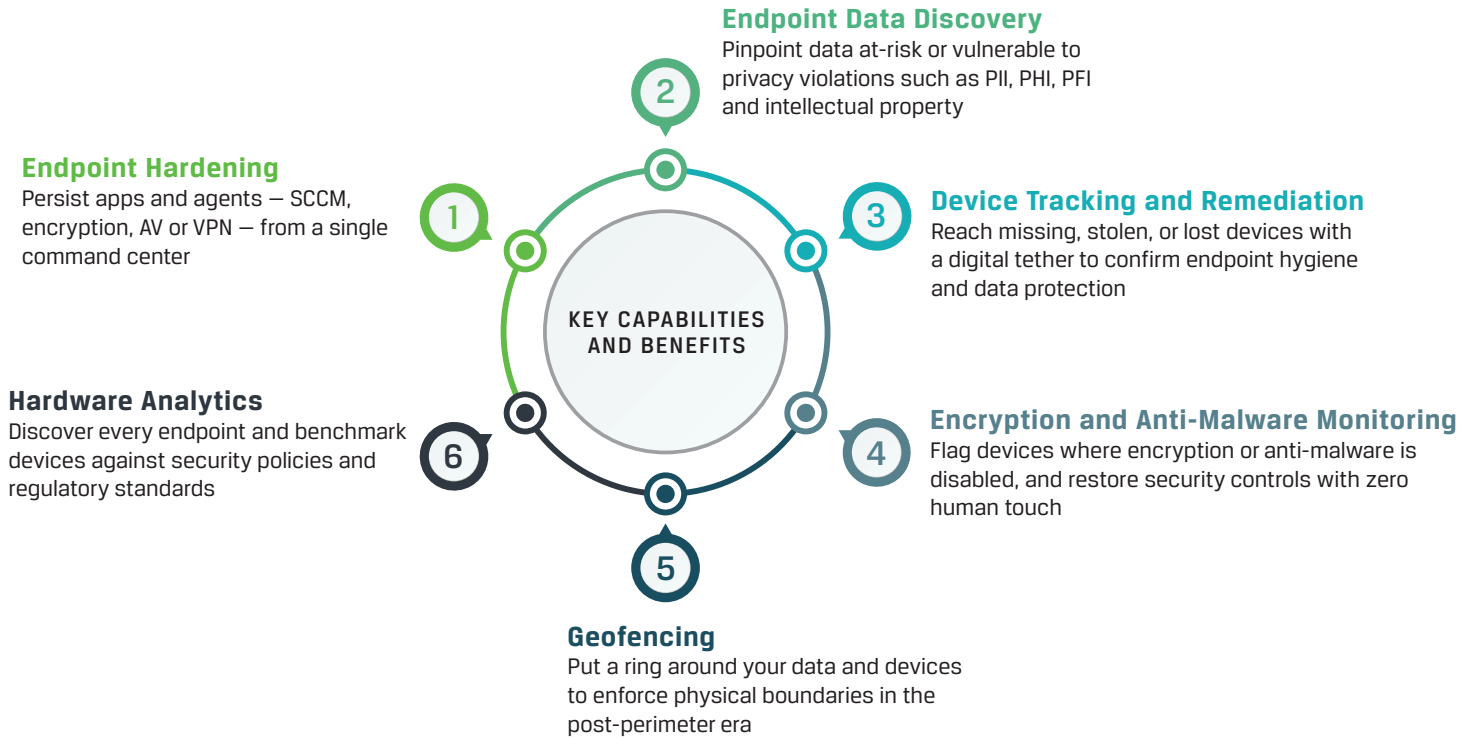 KEY CAPABILITIES
AND BENEFITS
1
Endpoint Hardening
Persist apps and agents — SCCM,
encryption, AV or VPN — from a single
command center
2
Endpoint Data Discovery
Pinpoint data at-risk or vulnerable to
privacy violations such as PII, PHI, PFI
and intellectual property
3
Device Tracking and Remediation
Reach missing, stolen, or lost devices with
a digital tether to confirm endpoint hygiene
and data protection
4
Encryption and Anti-Malware Monitoring
Flag devices where encryption or anti-malware is
disabled, and restore security controls with zero
human touch
5
Geofencing
Put a ring around your data and devices
to enforce physical boundaries in the
post-perimeter era
6
Hardware Analytics
Discover every endpoint and benchmark
devices against security policies and
regulatory standards